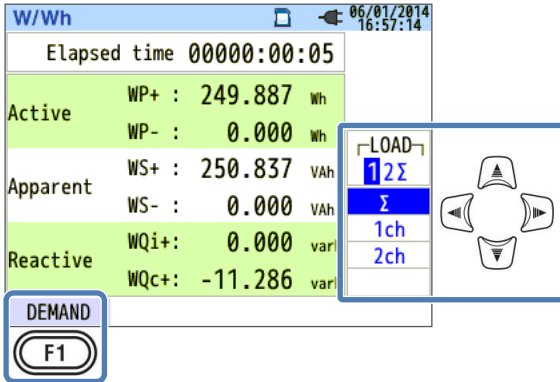 W/Wh 06/01/2014
16:57:14
Elapsed time 00000:00:05
Active WP+ : 249.887 Wh
WP- : 0.000 Wh
Apparent WS+ : 250.837 VAh
WS- : 0.000 VAh
Reactive WQi+: 0.000 varh
WQc+: -11.286 varh
LOAD
12Σ
Σ
1ch
2ch
DEMAND
F1